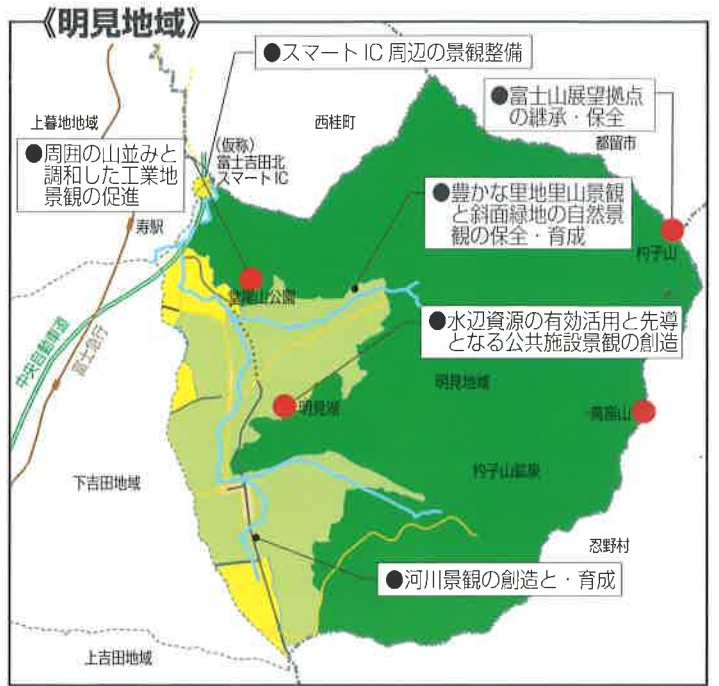 《明見地域》
●スマートIC周辺の景観整備
●富士山展望拠点
の継承・保全
上暮地地域
西桂町
都留市
●周囲の山並みと
調和した工業地
景観の促進
(仮称)
富士吉田北
スマートIC
●豊かな里地里山景観
と斜面緑地の自然景
観の保全・育成
寿駅
杓子山
堂尾山公園
●水辺資源の有効活用と先導
となる公共施設景観の創造
中央自動車道
富士急行
明見地域
明見湖
高座山
杓子山鉱泉
下吉田地域
忍野村
●河川景観の創造と・育成
上吉田地域